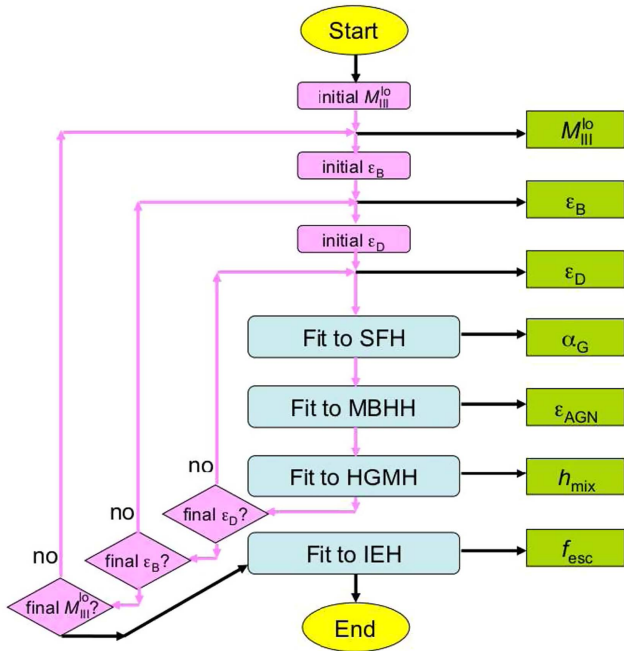 Start
initial M_III^lo
M_III^lo
initial ε_B
ε_B
initial ε_D
ε_D
Fit to SFH
α_G
Fit to MBHH
ε_AGN
no
Fit to HGMH
h_mix
no
final ε_D?
no
final ε_B?
Fit to IEH
f_esc
final M_III^lo?
End